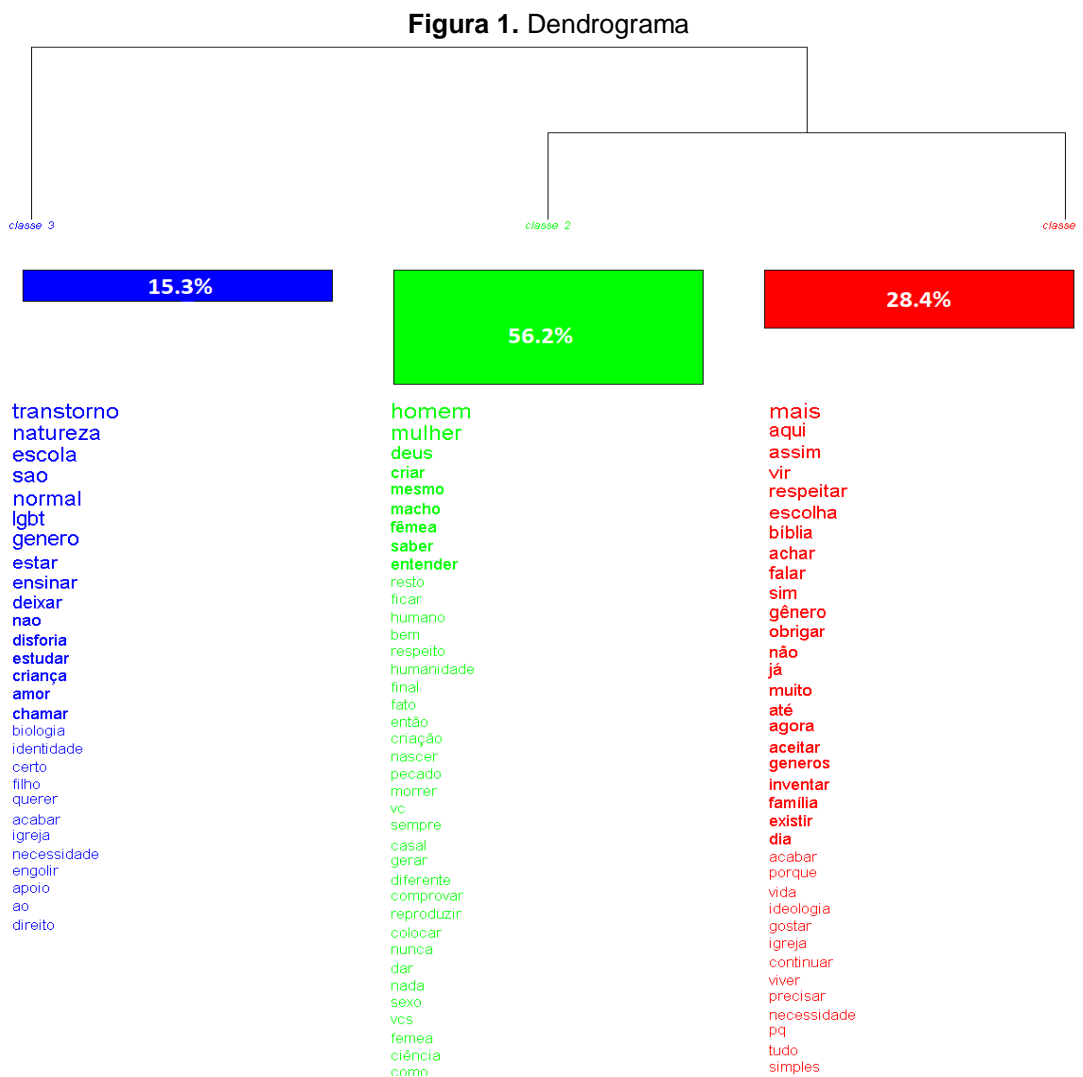 Figura 1. Dendrograma
classe 3
classe 2
classe
15.3%
56.2%
28.4%
transtorno
natureza
escola
sao
normal
lgbt
genero
estar
ensinar
deixar
nao
disforia
estudar
criança
amor
chamar
biologia
identidade
certo
filho
querer
acabar
igreja
necessidade
engolir
apoio
ao
direito
homem
mulher
deus
criar
mesmo
macho
fêmea
saber
entender
resto
ficar
humano
bem
respeito
humanidade
final
fato
então
criação
nascer
pecado
morrer
vc
sempre
casal
gerar
diferente
comprovar
reproduzir
colocar
nunca
dar
nada
sexo
vcs
femea
ciência
como
mais
aqui
assim
vir
respeitar
escolha
bíblia
achar
falar
sim
gênero
obrigar
não
já
muito
até
agora
aceitar
generos
inventar
família
existir
dia
acabar
porque
vida
ideologia
gostar
igreja
continuar
viver
precisar
necessidade
pq
tudo
simples